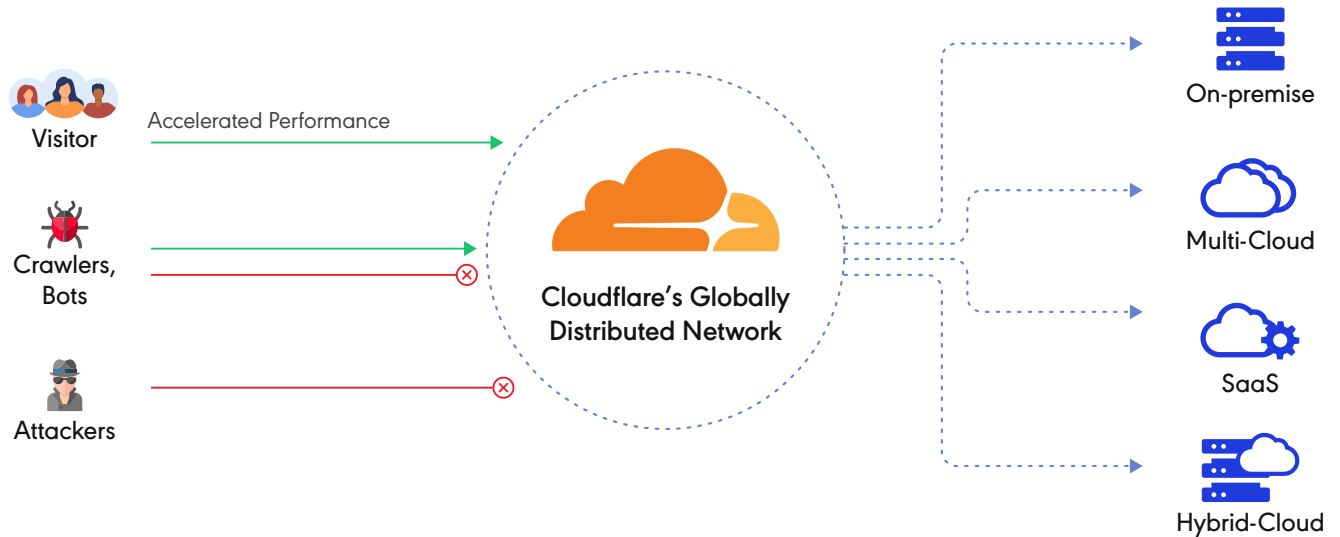 Visitor
Accelerated Performance
Crawlers,
Bots
Attackers
Cloudflare’s Globally
Distributed Network
On-premise
Multi-Cloud
SaaS
Hybrid-Cloud